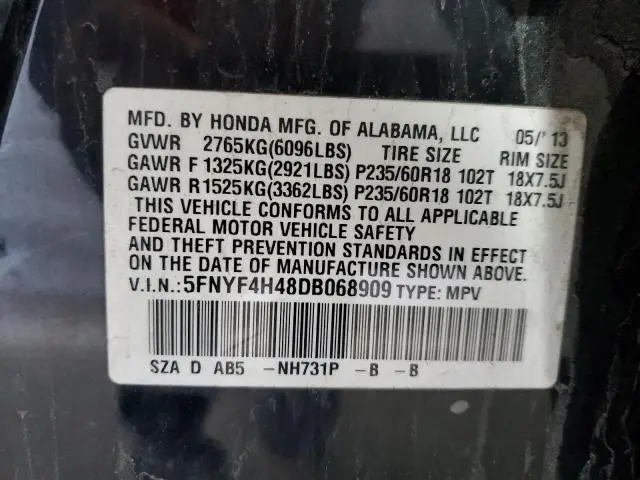 MFD. BY HONDA MFG. OF ALABAMA, LLC 05/'13
GVWR 2765KG(6096LBS) TIRE SIZE RIM SIZE
GAWR F 1325KG(2921LBS) P235/60R18 102T 18X7.5J
GAWR R 1525KG(3362LBS) P235/60R18 102T 18X7.5J
THIS VEHICLE CONFORMS TO ALL APPLICABLE
FEDERAL MOTOR VEHICLE SAFETY
AND THEFT PREVENTION STANDARDS IN EFFECT
ON THE DATE OF MANUFACTURE SHOWN ABOVE.
V.I.N.:5FNYF4H48DB068909 TYPE: MPV
SZA D AB5 -NH731P -B -B